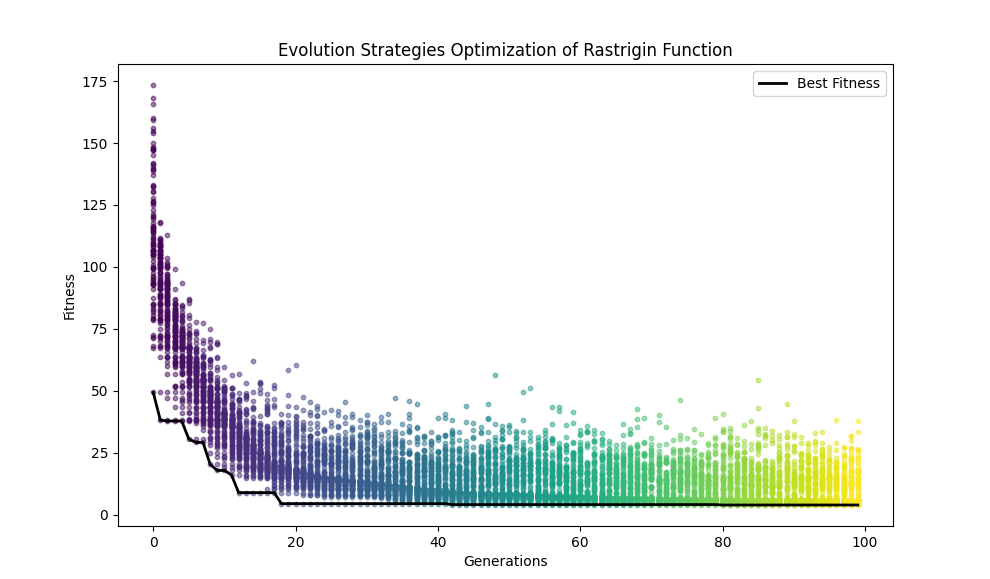 Evolution Strategies Optimization of Rastrigin Function
Best Fitness
Fitness
175
150
125
100
75
50
25
0
0 20 40 60 80 100
Generations